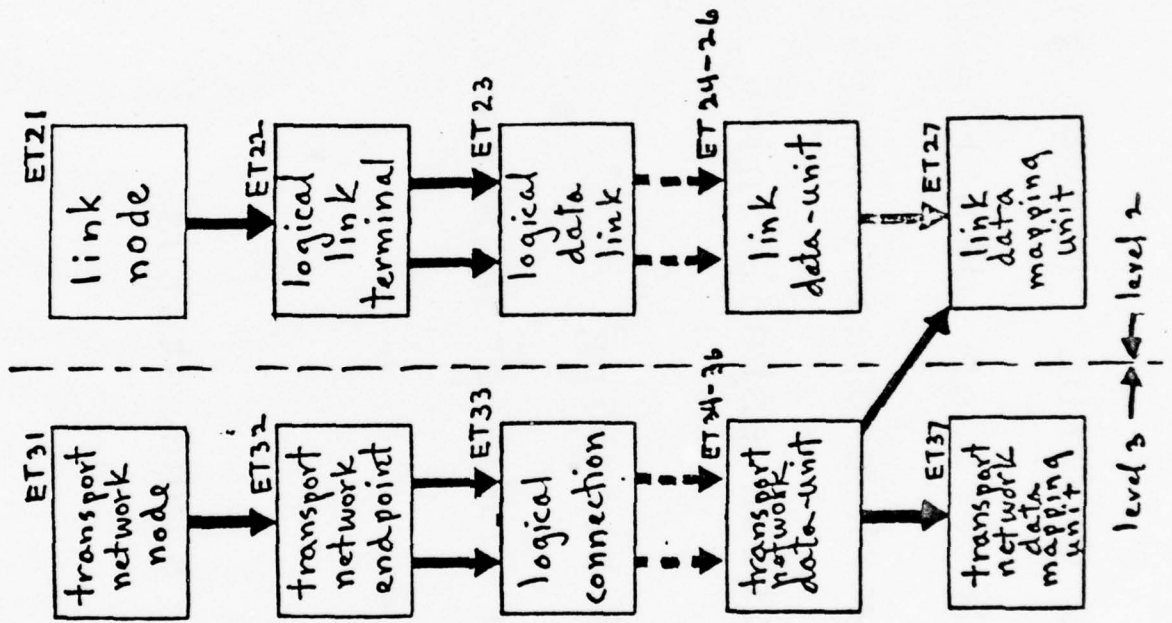 ET31
transport
network
node
ET32
transport
network
endpoint
ET33
logical
connection
ET34-36
transport
network
data-unit
ET37
transport
network
data
mapping
unit
level 3
ET21
link
node
ET22
logical
link
terminal
ET23
logical
data
link
ET24-26
link
data-unit
ET27
link
data
mapping
unit
level 2